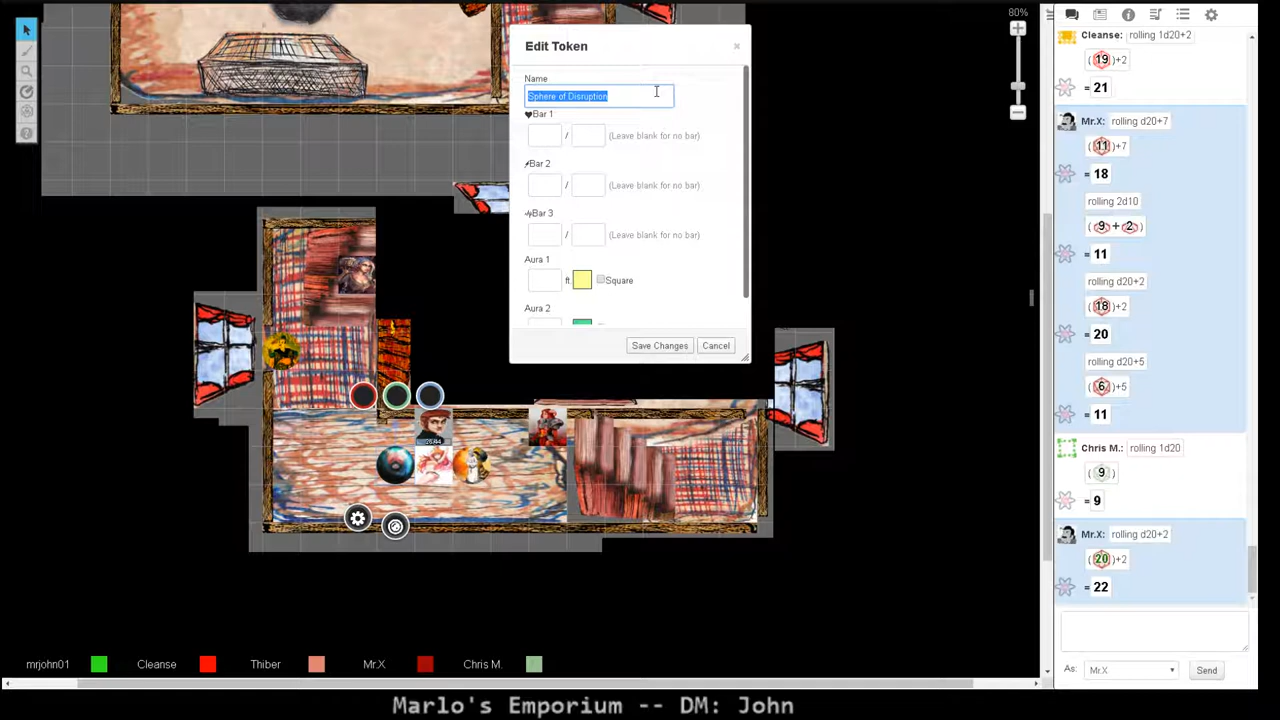 80%
Edit Token
×
Name
Sphere of Disruption
Bar 1
/ (Leave blank for no bar)
Bar 2
/ (Leave blank for no bar)
Bar 3
/ (Leave blank for no bar)
Aura 1
ft. Square
Aura 2
Save Changes Cancel
Cleanse: rolling 1d20+2
(19)+2
= 21
Mr.X: rolling d20+7
(11)+7
= 18
rolling 2d10
(9 + 2)
= 11
rolling d20+2
(18)+2
= 20
rolling d20+5
(6)+5
= 11
Chris M.: rolling 1d20
(9)
= 9
Mr.X: rolling d20+2
(20)+2
= 22
As: Mr.X Send
mrjohn01 Cleanse Thiber Mr.X Chris M.
Marlo's Emporium -- DM: John